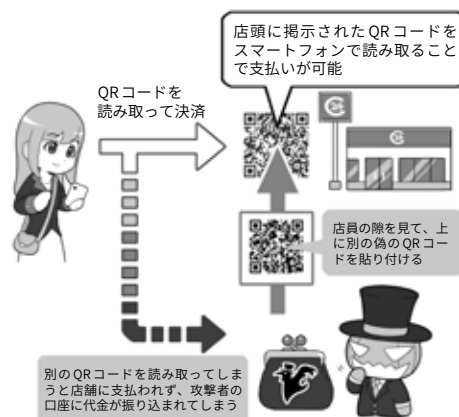 店頭に掲示されたQRコードを
スマートフォンで読み取ること
で支払いが可能
QRコードを
読み取って決済
店員の隙を見て、上
に別の偽のQRコー
ドを貼り付ける
別のQRコードを読み取ってしま
うと店舗に支払われず、攻撃者の
口座に代金が振り込まれてしまう